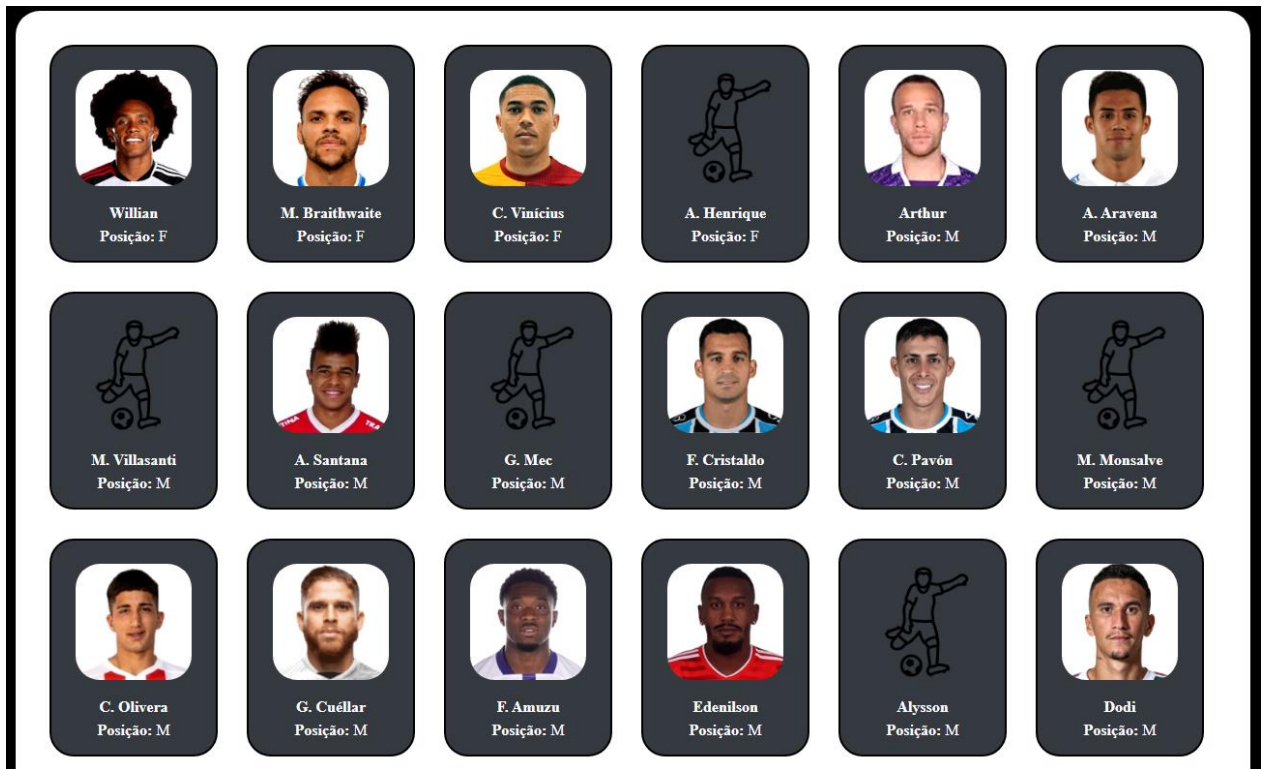 Willian
Posição: F
M. Braithwaite
Posição: F
C. Vinícius
Posição: F
A. Henrique
Posição: F
Arthur
Posição: M
A. Aravena
Posição: M
M. Villasanti
Posição: M
A. Santana
Posição: M
G. Mec
Posição: M
F. Cristaldo
Posição: M
C. Pavón
Posição: M
M. Monsalve
Posição: M
C. Olivera
Posição: M
G. Cuéllar
Posição: M
F. Amuzu
Posição: M
Edenilson
Posição: M
Alysson
Posição: M
Dodi
Posição: M